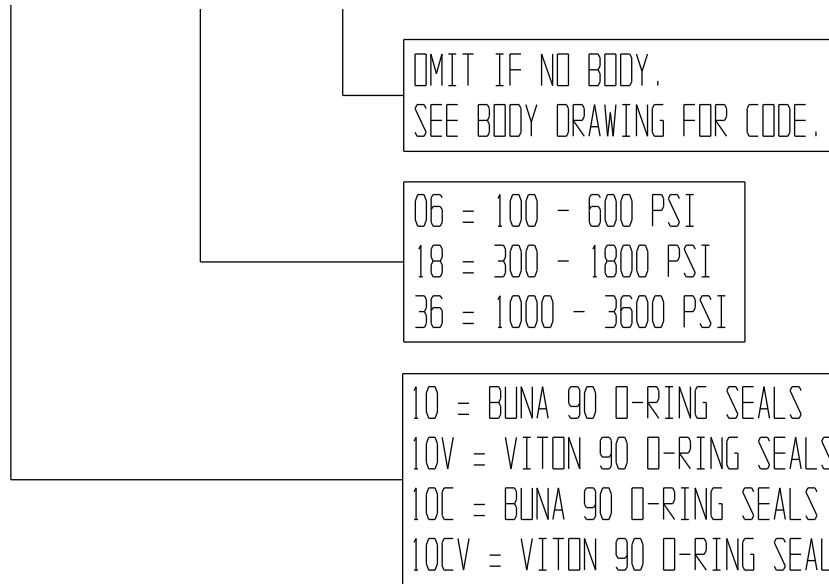 OMIT IF NO BODY.
SEE BODY DRAWING FOR CODE.
06 = 100 - 600 PSI
18 = 300 - 1800 PSI
36 = 1000 - 3600 PSI
10 = BUNA 90 O-RING SEALS
10V = VITON 90 O-RING SEALS
10C = BUNA 90 O-RING SEALS
10CV = VITON 90 O-RING SEAL